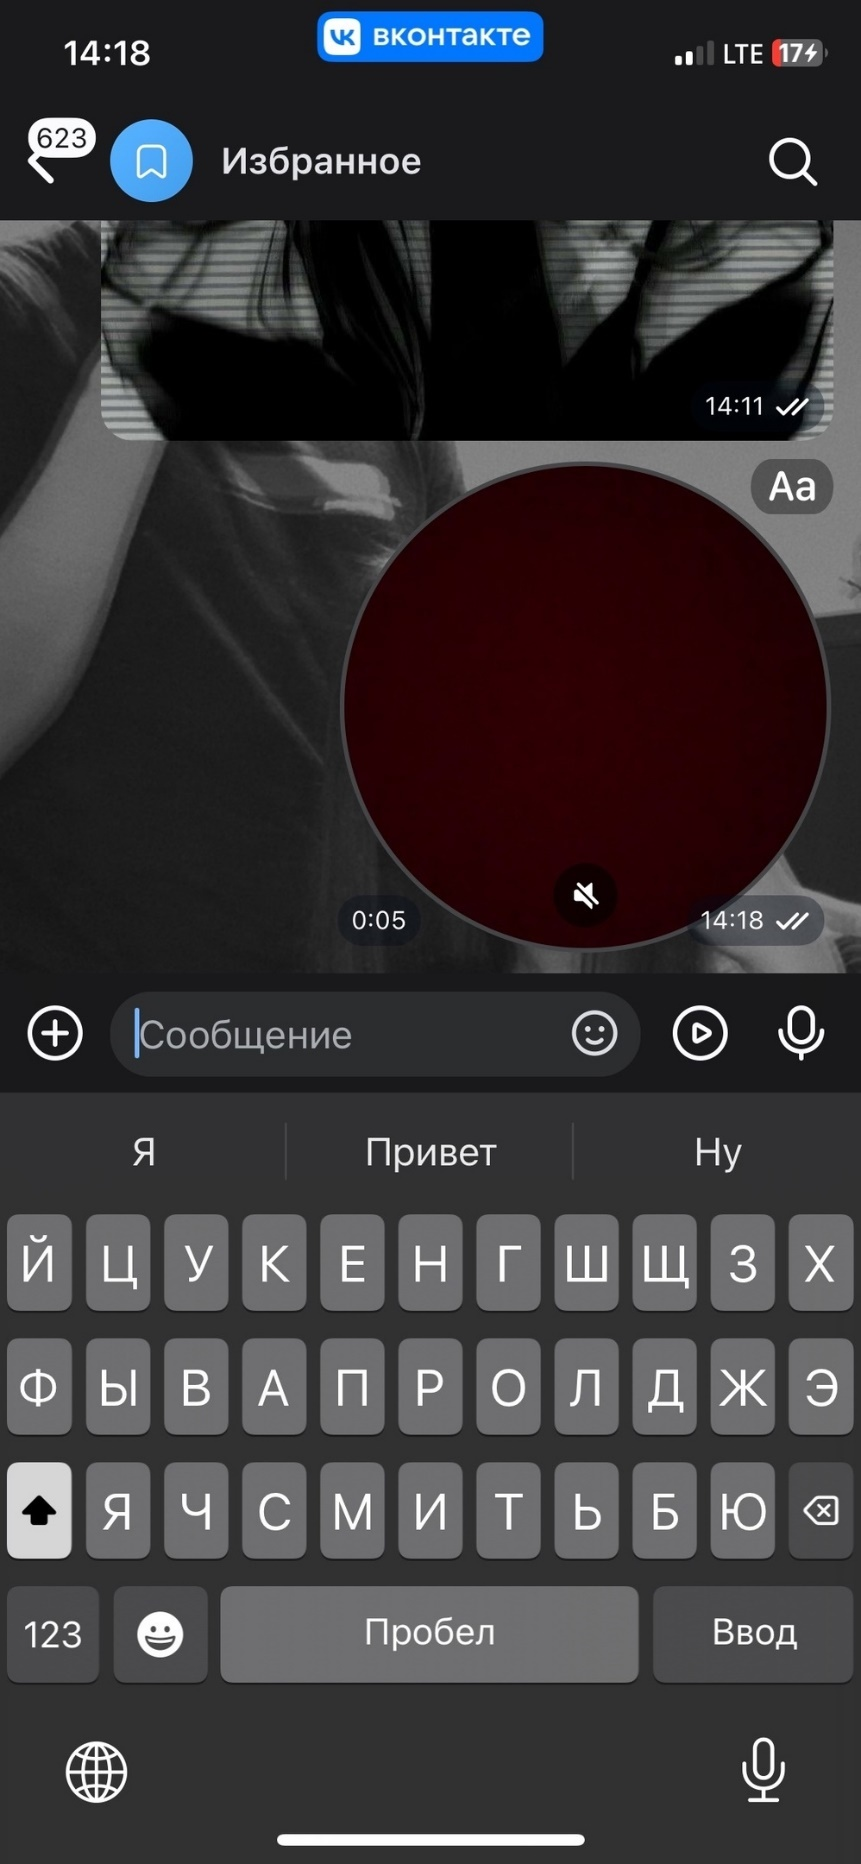 14:18
вконтакте
LTE 17
623
Избранное
14:11
Aa
0:05
14:18
Сообщение
Я Привет Ну
Й Ц У К Е Н Г Ш Щ З Х
Ф Ы В А П Р О Л Д Ж Э
Я Ч С М И Т Ь Б Ю
123 Пробел Ввод